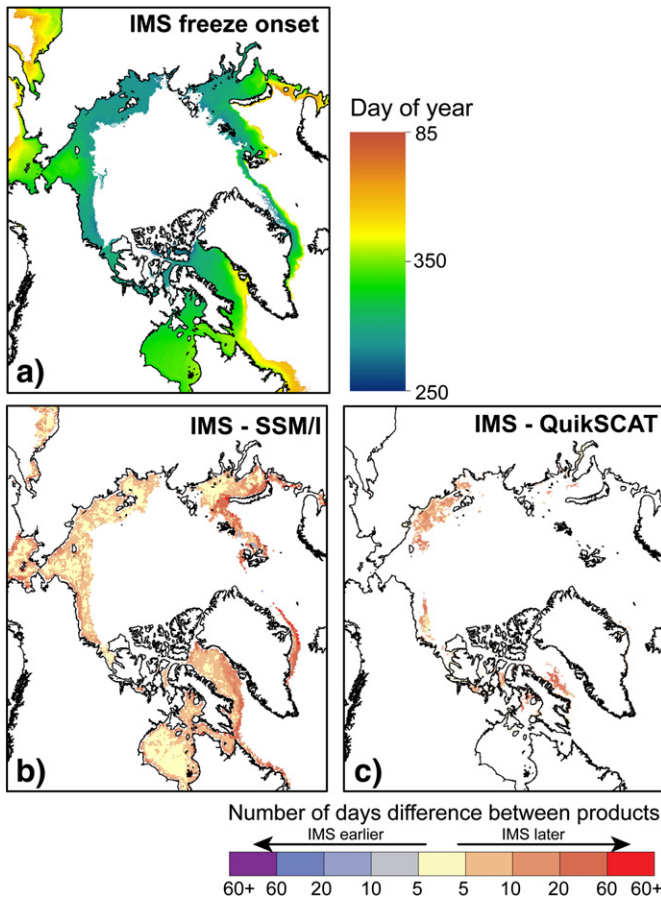 IMS freeze onset
a)
Day of year
85
350
250
IMS - SSM/I
b)
IMS - QuikSCAT
c)
Number of days difference between products
IMS earlier IMS later
60+ 60 20 10 5 5 10 20 60 60+